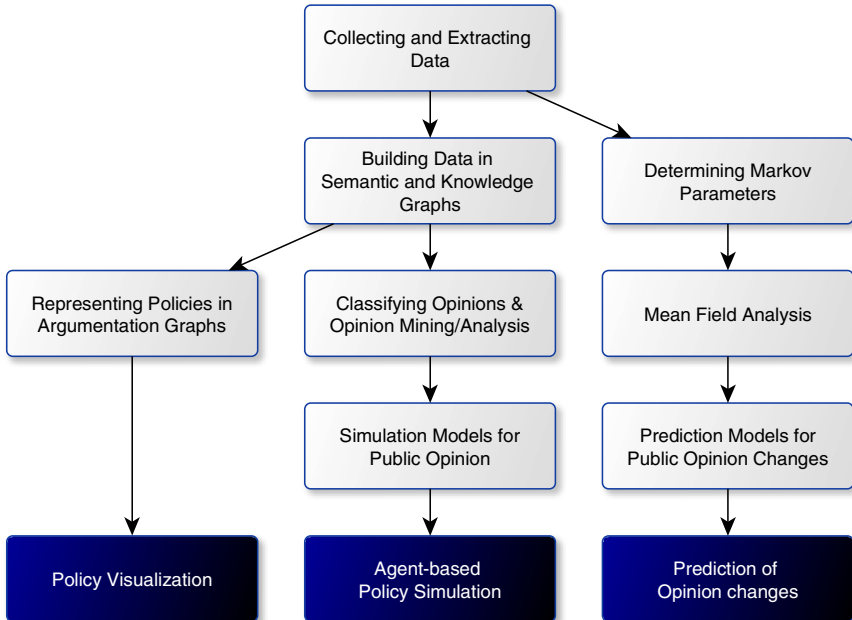 Collecting and Extracting
Data
Building Data in
Semantic and Knowledge
Graphs
Determining Markov
Parameters
Representing Policies in
Argumentation Graphs
Classifying Opinions &
Opinion Mining/Analysis
Mean Field Analysis
Simulation Models for
Public Opinion
Prediction Models for
Public Opinion Changes
Policy Visualization
Agent-based
Policy Simulation
Prediction of
Opinion changes